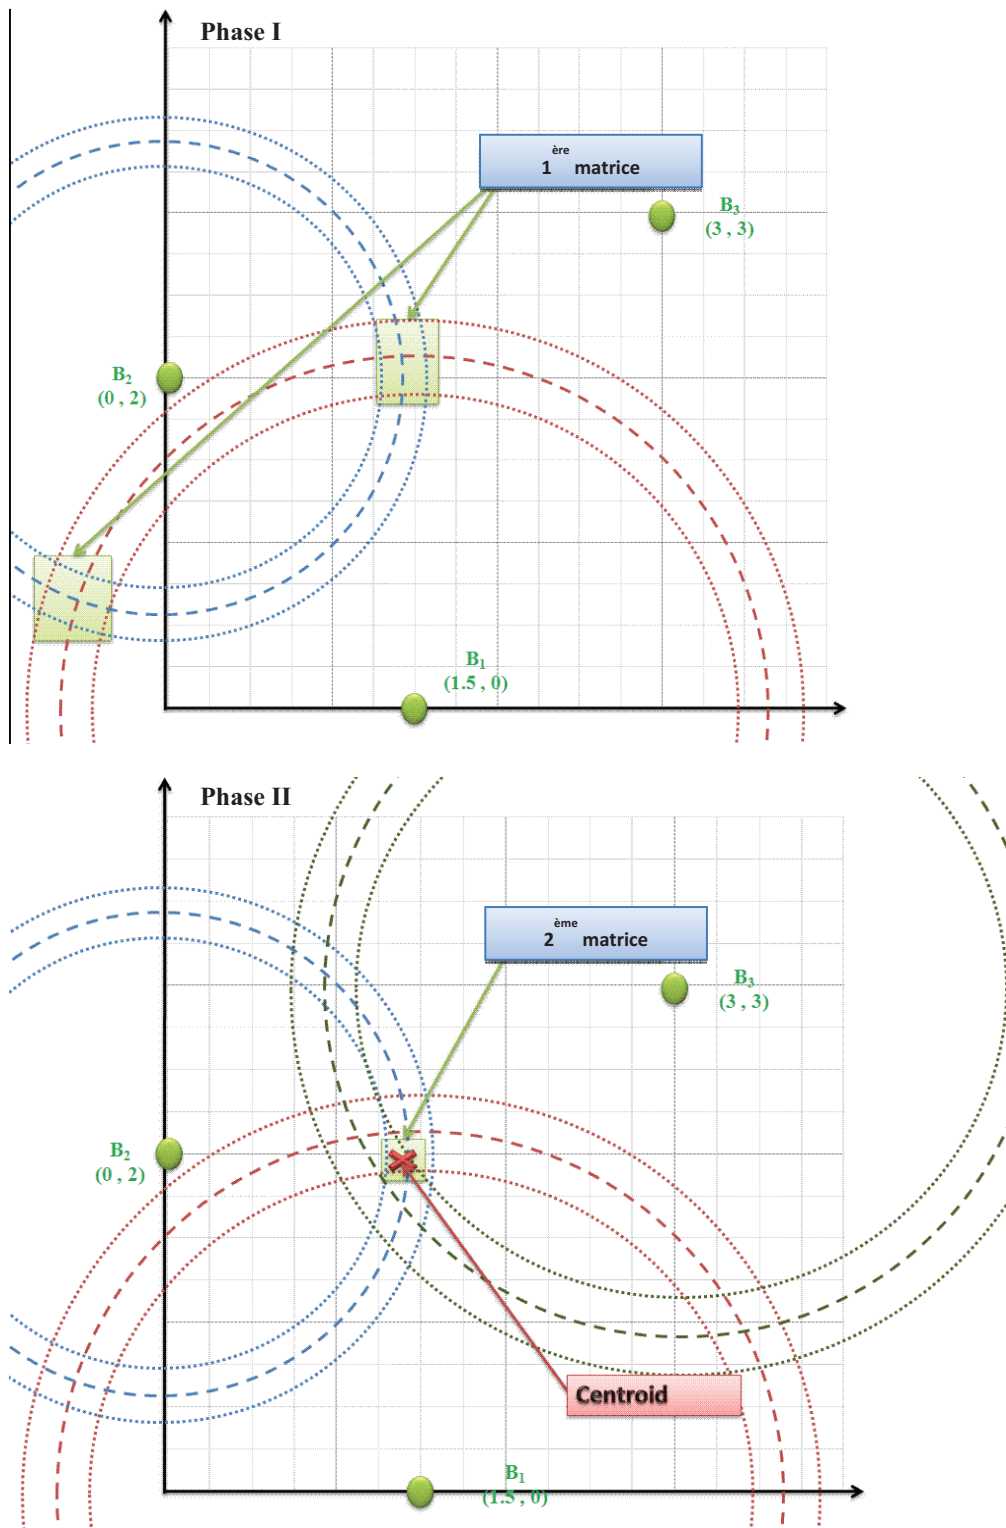 Phase I
1 ère matrice
B3
(3 , 3)
B2
(0 , 2)
B1
(1.5 , 0)
Phase II
2 ème matrice
B3
(3 , 3)
B2
(0 , 2)
Centroid
B1
(1.5 , 0)